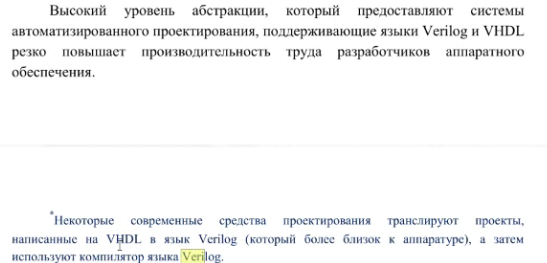 Высокий уровень абстракции, который предоставляют системы
автоматизированного проектирования, поддерживающие языки Verilog и VHDL
резко повышает производительность труда разработчиков аппаратного
обеспечения.
*Некоторые современные средства проектирования транслируют проекты,
написанные на VHDL в язык Verilog (который более близок к аппаратуре), а затем
используют компилятор языка Verilog.